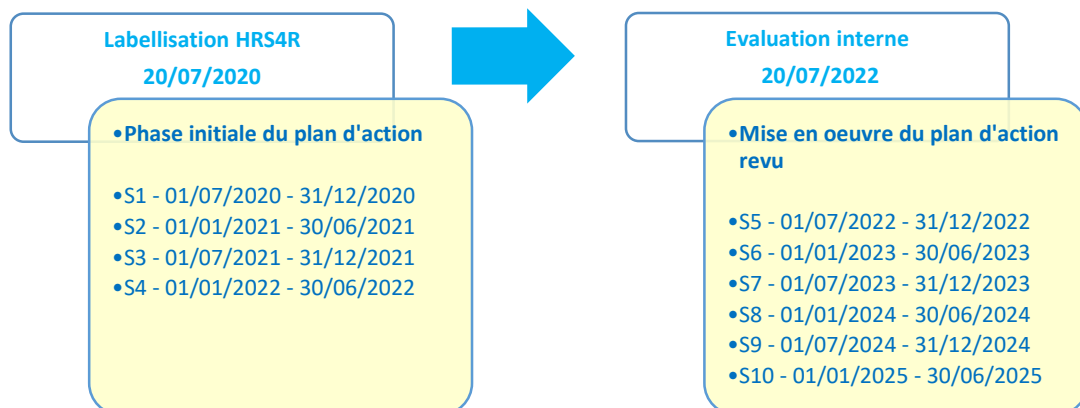 Labellisation HRS4R
20/07/2020
•Phase initiale du plan d'action
•S1 - 01/07/2020 - 31/12/2020
•S2 - 01/01/2021 - 30/06/2021
•S3 - 01/07/2021 - 31/12/2021
•S4 - 01/01/2022 - 30/06/2022
Evaluation interne
20/07/2022
•Mise en oeuvre du plan d'action
revu
•S5 - 01/07/2022 - 31/12/2022
•S6 - 01/01/2023 - 30/06/2023
•S7 - 01/07/2023 - 31/12/2023
•S8 - 01/01/2024 - 30/06/2024
•S9 - 01/07/2024 - 31/12/2024
•S10 - 01/01/2025 - 30/06/2025